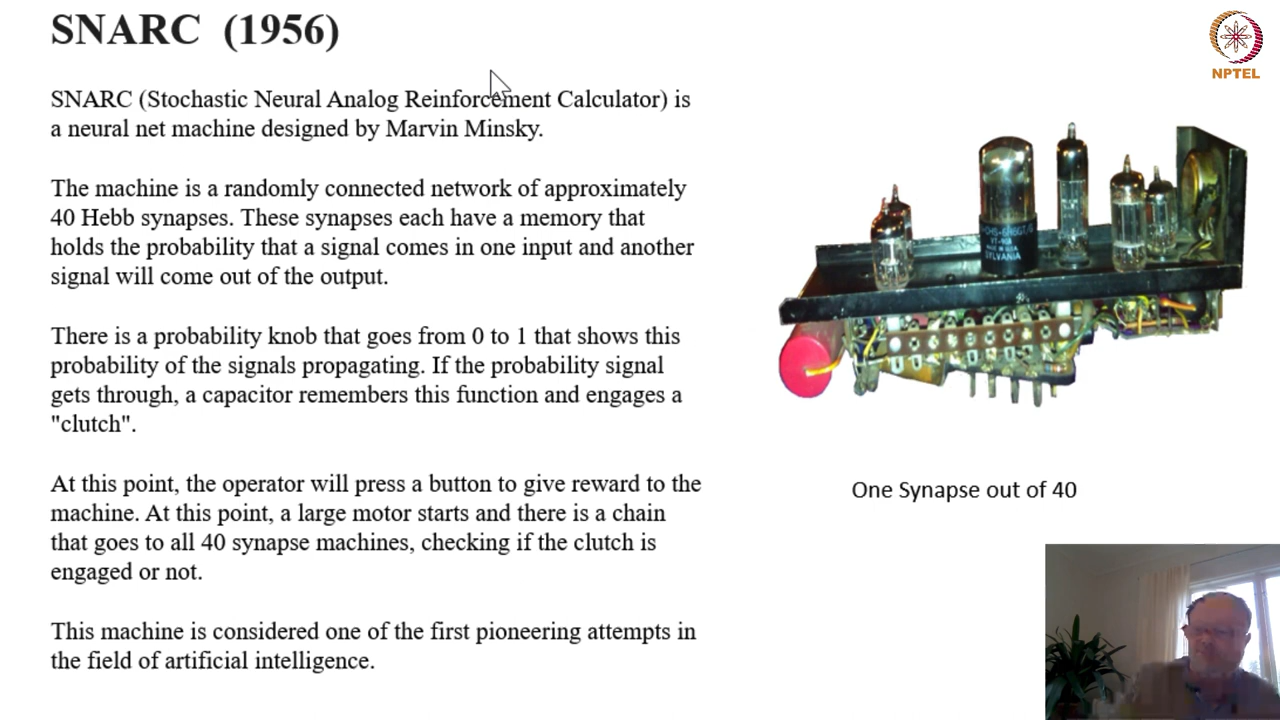 SNARC (1956)
NPTEL
SNARC (Stochastic Neural Analog Reinforcement Calculator) is
a neural net machine designed by Marvin Minsky.
The machine is a randomly connected network of approximately
40 Hebb synapses. These synapses each have a memory that
holds the probability that a signal comes in one input and another
signal will come out of the output.
There is a probability knob that goes from 0 to 1 that shows this
probability of the signals propagating. If the probability signal
gets through, a capacitor remembers this function and engages a
"clutch".
At this point, the operator will press a button to give reward to the
machine. At this point, a large motor starts and there is a chain
that goes to all 40 synapse machines, checking if the clutch is
engaged or not.
This machine is considered one of the first pioneering attempts in
the field of artificial intelligence.
SYLVANIA
One Synapse out of 40